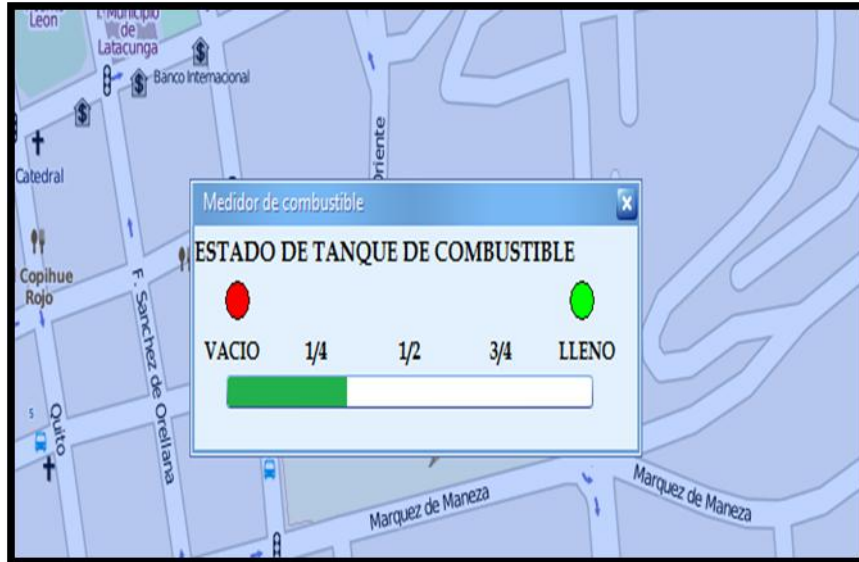 Leon
Municipio
de
Latacunga
Banco Internacional
Catedral
Oriente
Medidor de combustible
ESTADO DE TANQUE DE COMBUSTIBLE
VACIO 1/4 1/2 3/4 LLENO
Copihue
Rojo
F. Sanchez de Orellana
S
Quito
Marquez de Maneza
Marquez de Maneza